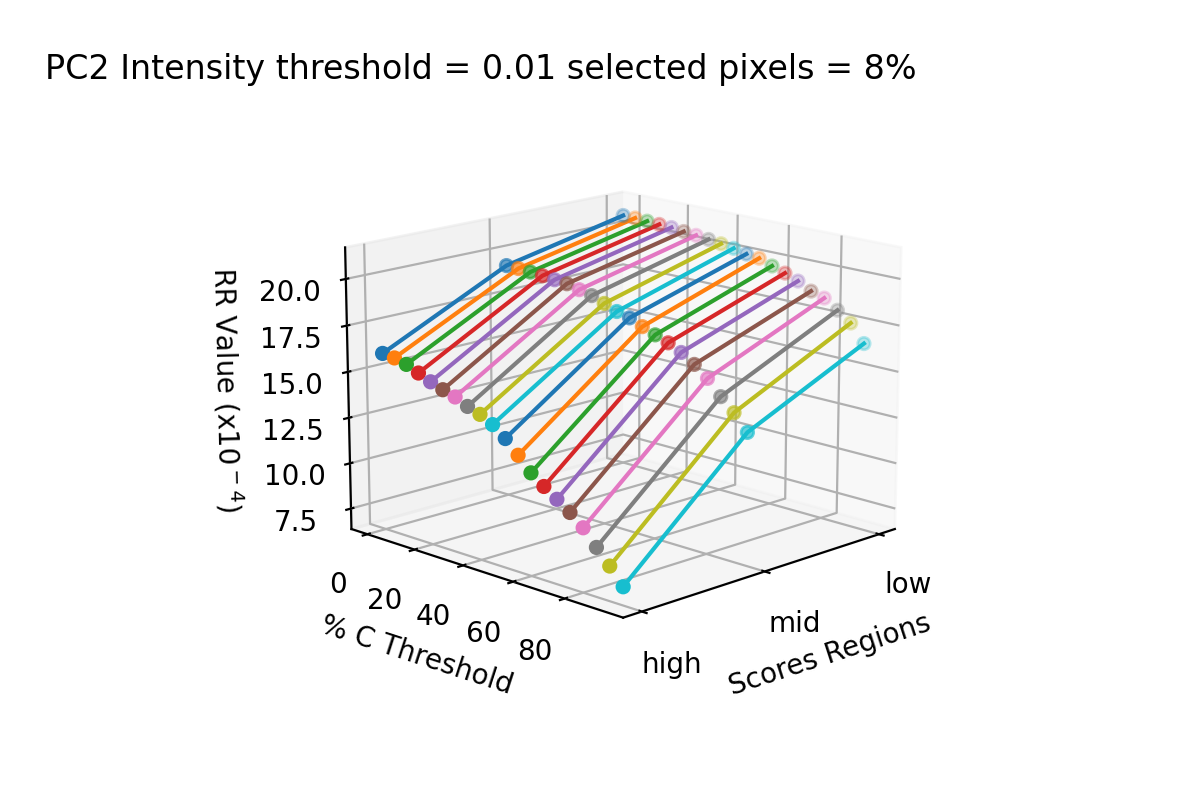 PC2 Intensity threshold = 0.01 selected pixels = 8%
RR Value (x10⁻⁴)
20.0
17.5
15.0
12.5
10.0
7.5
0
20
40
60
80
% C Threshold
high
mid
low
Scores Regions